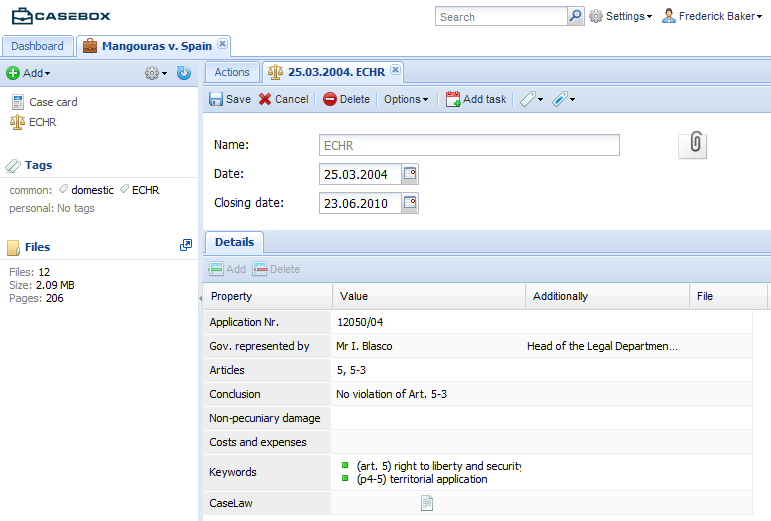 CASEBOX
Search
Settings
Frederick Baker
Dashboard
Mangouras v. Spain
Add
Case card
ECHR
Tags
common: domestic ECHR
personal: No tags
Files
Files: 12
Size: 2.09 MB
Pages: 206
Actions
25.03.2004. ECHR
Save Cancel Delete Options Add task
Name: ECHR
Date: 25.03.2004
Closing date: 23.06.2010
Details
Add Delete
Property Value Additionally File
Application Nr. 12050/04
Gov. represented by Mr I. Blasco Head of the Legal Departmen...
Articles 5, 5-3
Conclusion No violation of Art. 5-3
Non-pecuniary damage
Costs and expenses
Keywords
(art. 5) right to liberty and security
(p4-5) territorial application
CaseLaw